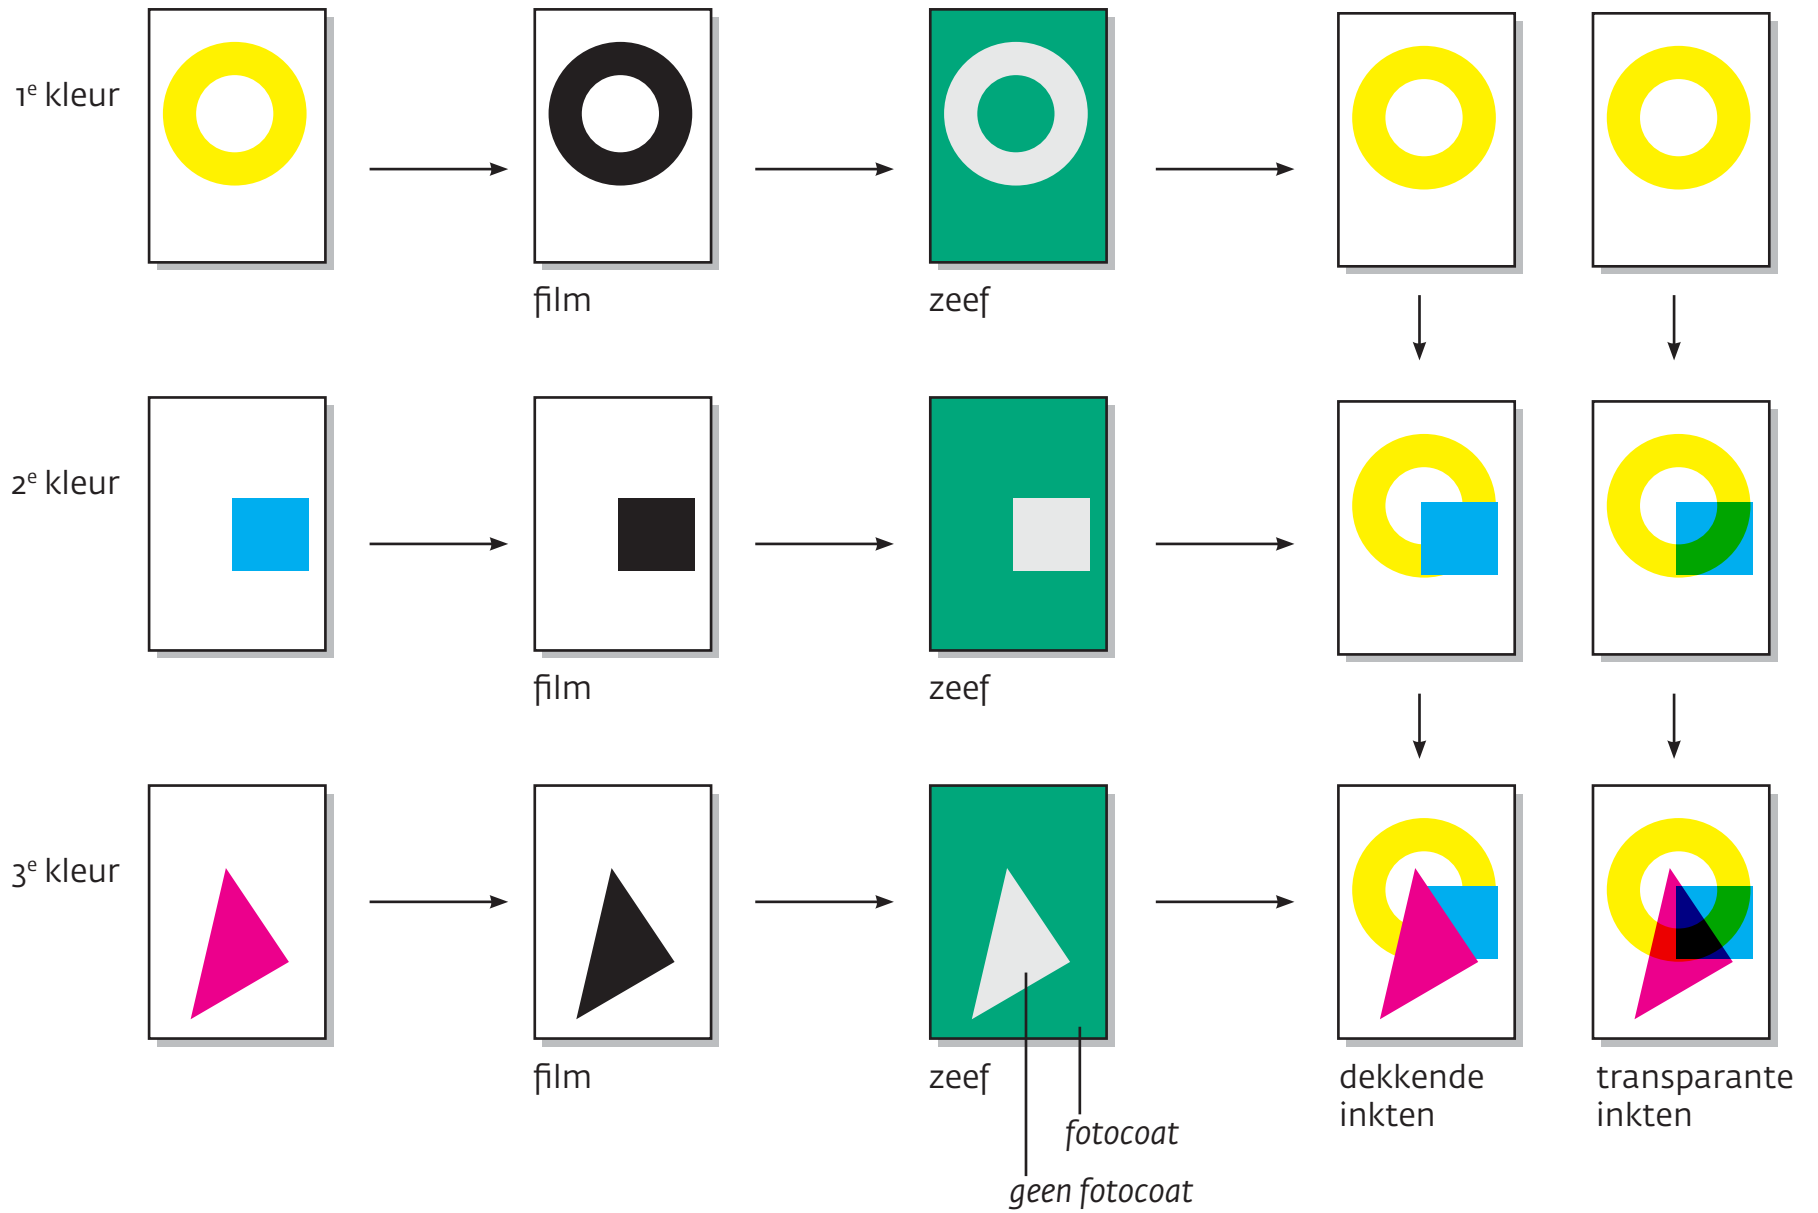 1e kleur
film
zeef
2e kleur
film
zeef
3e kleur
film
zeef
dekkende
inkten
transparante
inkten
fotocoat
geen fotocoat